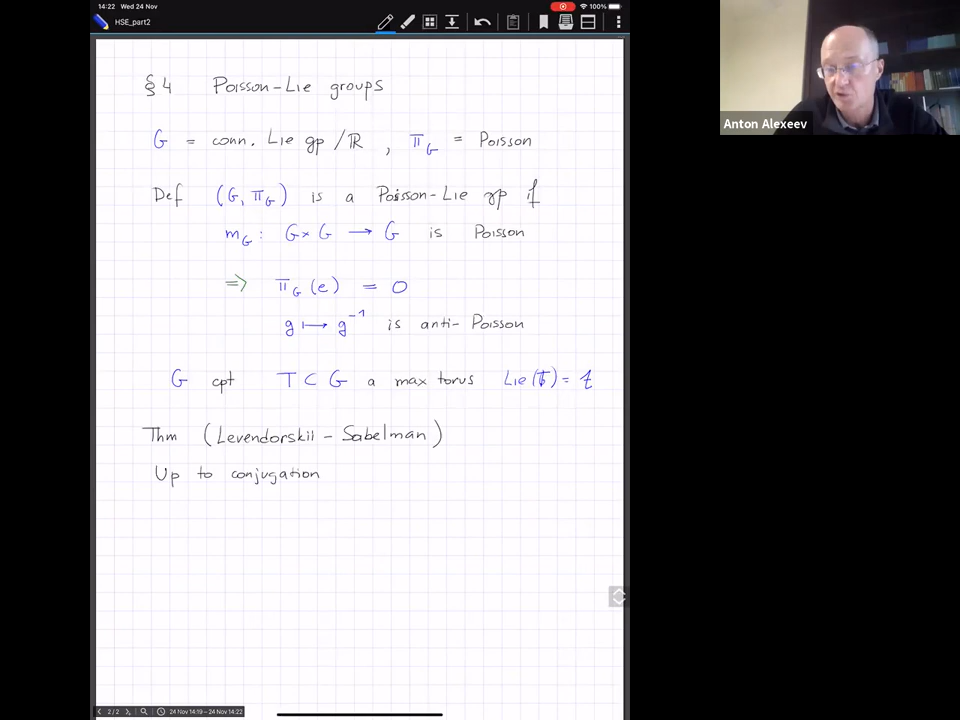 14:22 Wed 24 Nov
100%
HSE_part2
§4 Poisson-Lie groups
G = conn. Lie gp /ℝ , π_G = Poisson
Def (G, π_G) is a Poisson-Lie gp if
m_G : G × G → G is Poisson
⇒ π_G (e) = 0
g ↦ g⁻¹ is anti-Poisson
G cpt T ⊂ G a max torus Lie(T) = t
Thm (Levendorskii - Sabelman)
Up to conjugation
2/2
24 Nov 14:19 – 24 Nov 14:22
Anton Alexeev